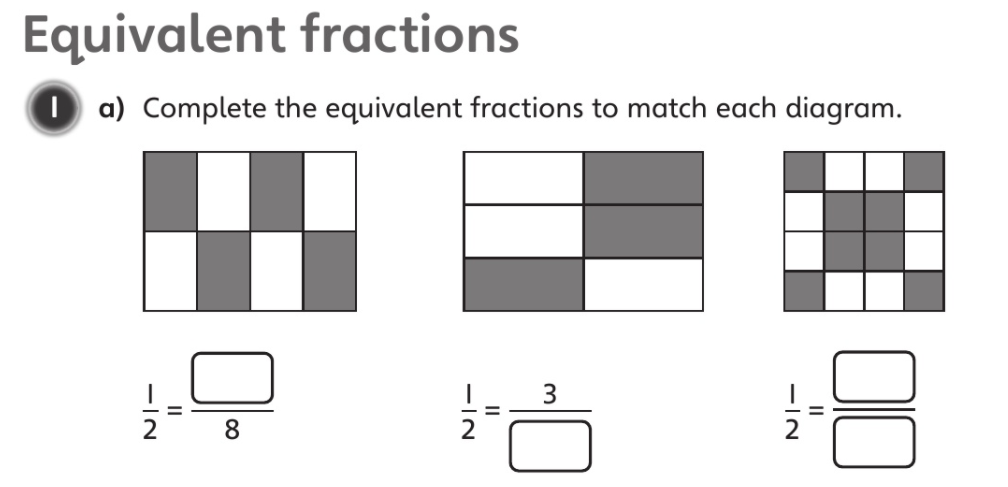 Equivalent fractions
1 a) Complete the equivalent fractions to match each diagram.
1/2 = /8
1/2 = 3/
1/2 =